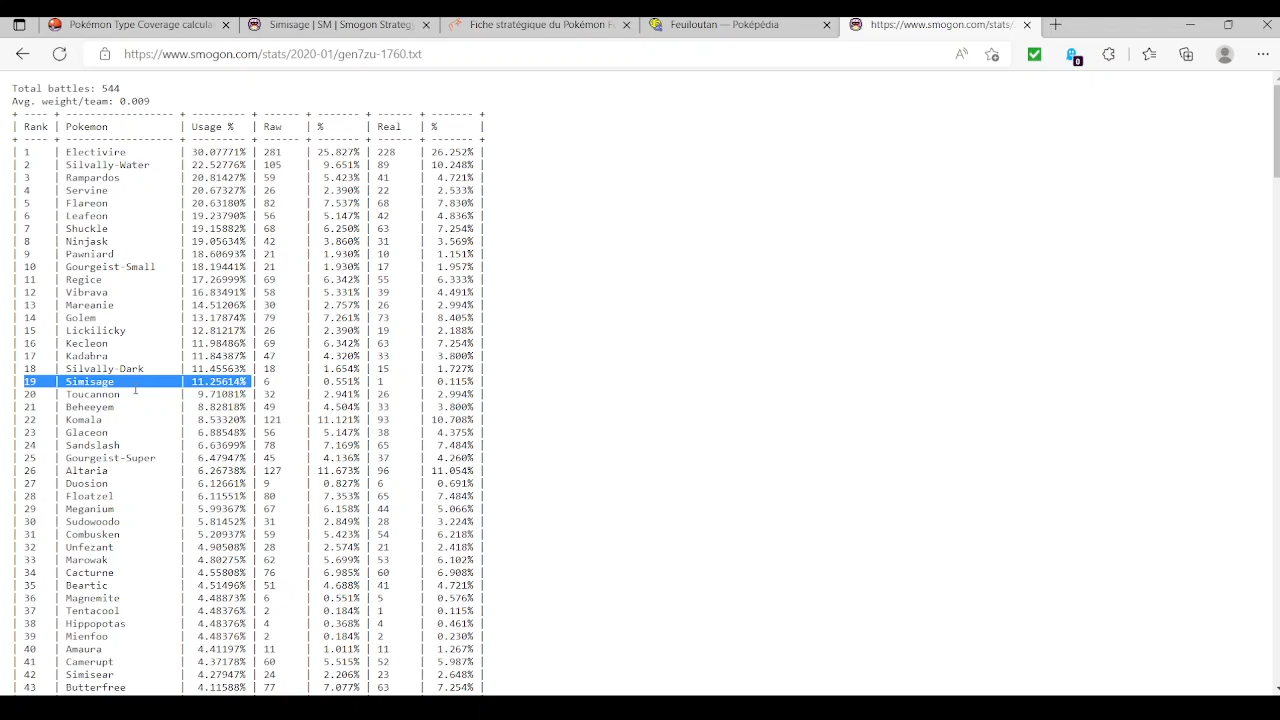 Pokémon Type Coverage calcula
Simisage | SM | Smogon Strateg
Fiche stratégique du Pokémon F
Feuiloutan — Poképédia
https://www.smogon.com/stats/
https://www.smogon.com/stats/2020-01/gen7zu-1760.txt
0
Total battles: 544
Avg. weight/team: 0.009
+ ---- + ------------------ + --------- + ------ + ------- + ------ + ------- +
| Rank | Pokemon | Usage % | Raw | % | Real | % |
+ ---- + ------------------ + --------- + ------ + ------- + ------ + ------- +
| 1 | Electivire | 30.07771% | 281 | 25.827% | 228 | 26.252% |
| 2 | Silvally-Water | 22.52776% | 105 | 9.651% | 89 | 10.248% |
| 3 | Rampardos | 20.81427% | 59 | 5.423% | 41 | 4.721% |
| 4 | Servine | 20.67327% | 26 | 2.390% | 22 | 2.533% |
| 5 | Flareon | 20.63180% | 82 | 7.537% | 68 | 7.830% |
| 6 | Leafeon | 19.23790% | 56 | 5.147% | 42 | 4.836% |
| 7 | Shuckle | 19.15882% | 68 | 6.250% | 63 | 7.254% |
| 8 | Ninjask | 19.05634% | 42 | 3.860% | 31 | 3.569% |
| 9 | Pawniard | 18.60693% | 21 | 1.930% | 10 | 1.151% |
| 10 | Gourgeist-Small | 18.19441% | 21 | 1.930% | 17 | 1.957% |
| 11 | Regice | 17.26999% | 69 | 6.342% | 55 | 6.333% |
| 12 | Vibrava | 16.83491% | 58 | 5.331% | 39 | 4.491% |
| 13 | Mareanie | 14.51206% | 30 | 2.757% | 26 | 2.994% |
| 14 | Golem | 13.17874% | 79 | 7.261% | 73 | 8.405% |
| 15 | Lickilicky | 12.81217% | 26 | 2.390% | 19 | 2.188% |
| 16 | Kecleon | 11.98486% | 69 | 6.342% | 63 | 7.254% |
| 17 | Kadabra | 11.84387% | 47 | 4.320% | 33 | 3.800% |
| 18 | Silvally-Dark | 11.45563% | 18 | 1.654% | 15 | 1.727% |
| 19 | Simisage | 11.25614% | 6 | 0.551% | 1 | 0.115% |
| 20 | Toucannon | 9.71081% | 32 | 2.941% | 26 | 2.994% |
| 21 | Beheeyem | 8.82818% | 49 | 4.504% | 33 | 3.800% |
| 22 | Komala | 8.53320% | 121 | 11.121% | 93 | 10.708% |
| 23 | Glaceon | 6.88548% | 56 | 5.147% | 38 | 4.375% |
| 24 | Sandslash | 6.63699% | 78 | 7.169% | 65 | 7.484% |
| 25 | Gourgeist-Super | 6.47947% | 45 | 4.136% | 37 | 4.260% |
| 26 | Altaria | 6.26738% | 127 | 11.673% | 96 | 11.054% |
| 27 | Duosion | 6.12661% | 9 | 0.827% | 6 | 0.691% |
| 28 | Floatzel | 6.11551% | 80 | 7.353% | 65 | 7.484% |
| 29 | Meganium | 5.99367% | 67 | 6.158% | 44 | 5.066% |
| 30 | Sudowoodo | 5.81452% | 31 | 2.849% | 28 | 3.224% |
| 31 | Combusken | 5.20937% | 59 | 5.423% | 54 | 6.218% |
| 32 | Unfezant | 4.90508% | 28 | 2.574% | 21 | 2.418% |
| 33 | Marowak | 4.80275% | 62 | 5.699% | 53 | 6.102% |
| 34 | Cacturne | 4.55808% | 76 | 6.985% | 60 | 6.908% |
| 35 | Beartic | 4.51496% | 51 | 4.688% | 41 | 4.721% |
| 36 | Magnemite | 4.48873% | 6 | 0.551% | 5 | 0.576% |
| 37 | Tentacool | 4.48376% | 2 | 0.184% | 1 | 0.115% |
| 38 | Hippopotas | 4.48376% | 4 | 0.368% | 4 | 0.461% |
| 39 | Mienfoo | 4.48376% | 2 | 0.184% | 2 | 0.230% |
| 40 | Amaura | 4.41197% | 11 | 1.011% | 11 | 1.267% |
| 41 | Camerupt | 4.37178% | 60 | 5.515% | 52 | 5.987% |
| 42 | Simisear | 4.27947% | 24 | 2.206% | 23 | 2.648% |
| 43 | Butterfree | 4.11588% | 77 | 7.077% | 63 | 7.254% |